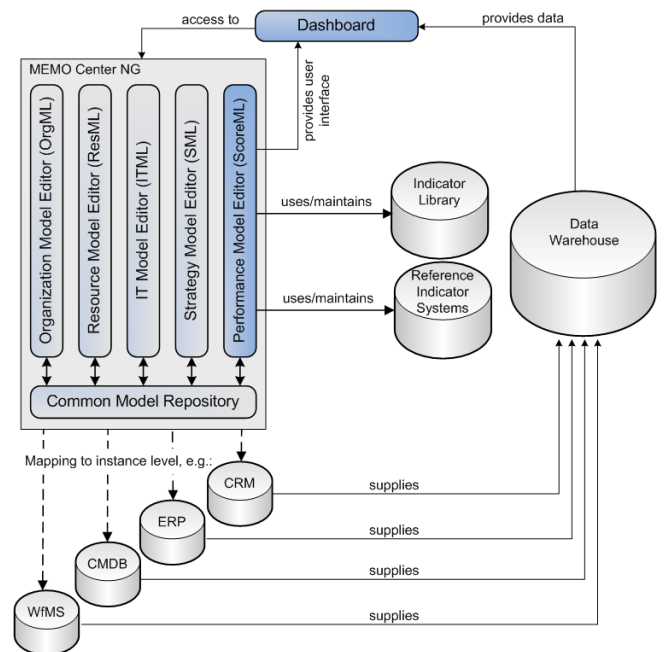 access to
Dashboard
provides data
MEMO Center NG
Organization Model Editor (OrgML)
Resource Model Editor (ResML)
IT Model Editor (ITML)
Strategy Model Editor (SML)
Performance Model Editor (ScoreML)
provides user
interface
uses/maintains
Indicator
Library
Data
Warehouse
uses/maintains
Reference
Indicator
Systems
Common Model Repository
Mapping to instance level, e.g.:
CRM
supplies
ERP
supplies
CMDB
supplies
WfMS
supplies